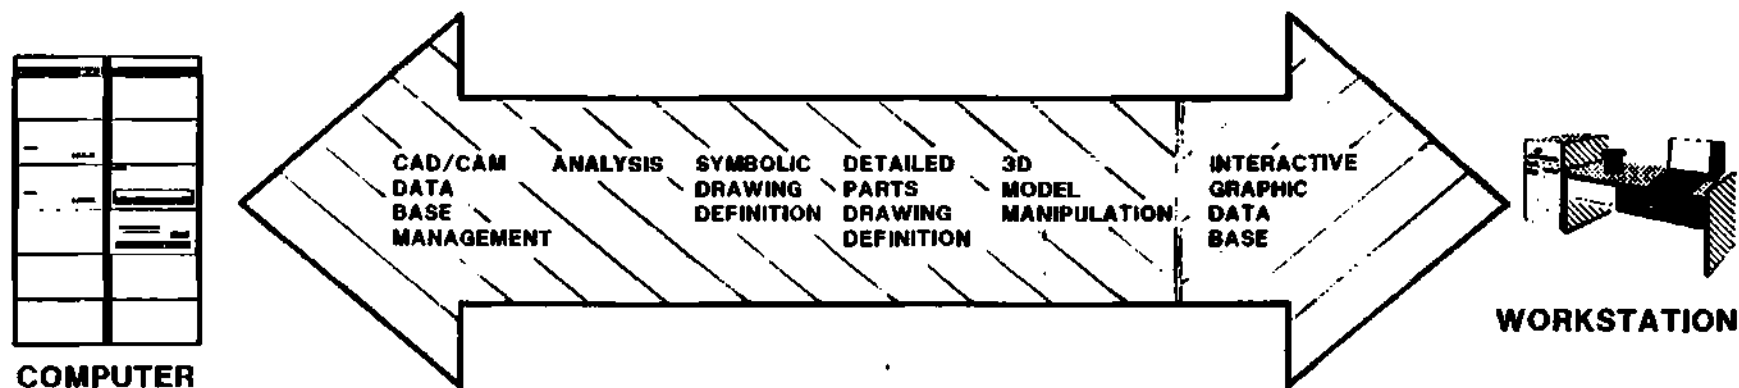 CAD/CAM
DATA
BASE
MANAGEMENT
ANALYSIS
SYMBOLIC
DRAWING
DEFINITION
DETAILED
PARTS
DRAWING
DEFINITION
3D
MODEL
MANIPULATION
INTERACTIVE
GRAPHIC
DATA
BASE
COMPUTER
WORKSTATION